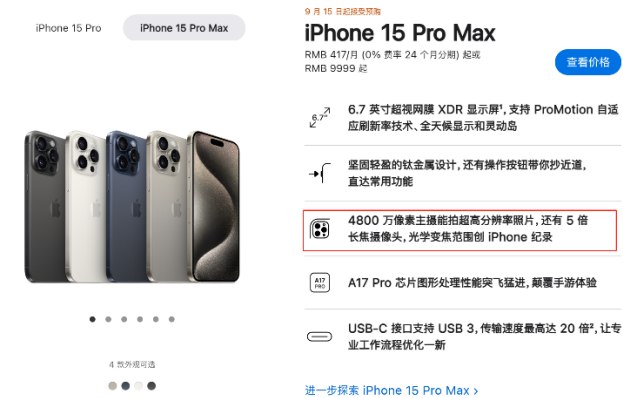 iPhone 15 Pro
iPhone 15 Pro Max
4 款外观可选
9 月 15 日起接受预购
iPhone 15 Pro Max
RMB 417/月 (0% 费率 24 个月分期) 起或
RMB 9999 起
查看价格
6.7"
6.7 英寸超视网膜 XDR 显示屏¹，支持 ProMotion 自适
应刷新率技术、全天候显示和灵动岛
坚固轻盈的钛金属设计，还有操作按钮带你抄近道，
直达常用功能
4800 万像素主摄能拍超高分辨率照片，还有 5 倍
长焦摄像头，光学变焦范围创 iPhone 纪录
A17
PRO
A17 Pro 芯片图形处理性能突飞猛进，颠覆手游体验
USB-C 接口支持 USB 3，传输速度最高达 20 倍²，让专
业工作流程优化一新
进一步探索 iPhone 15 Pro Max >